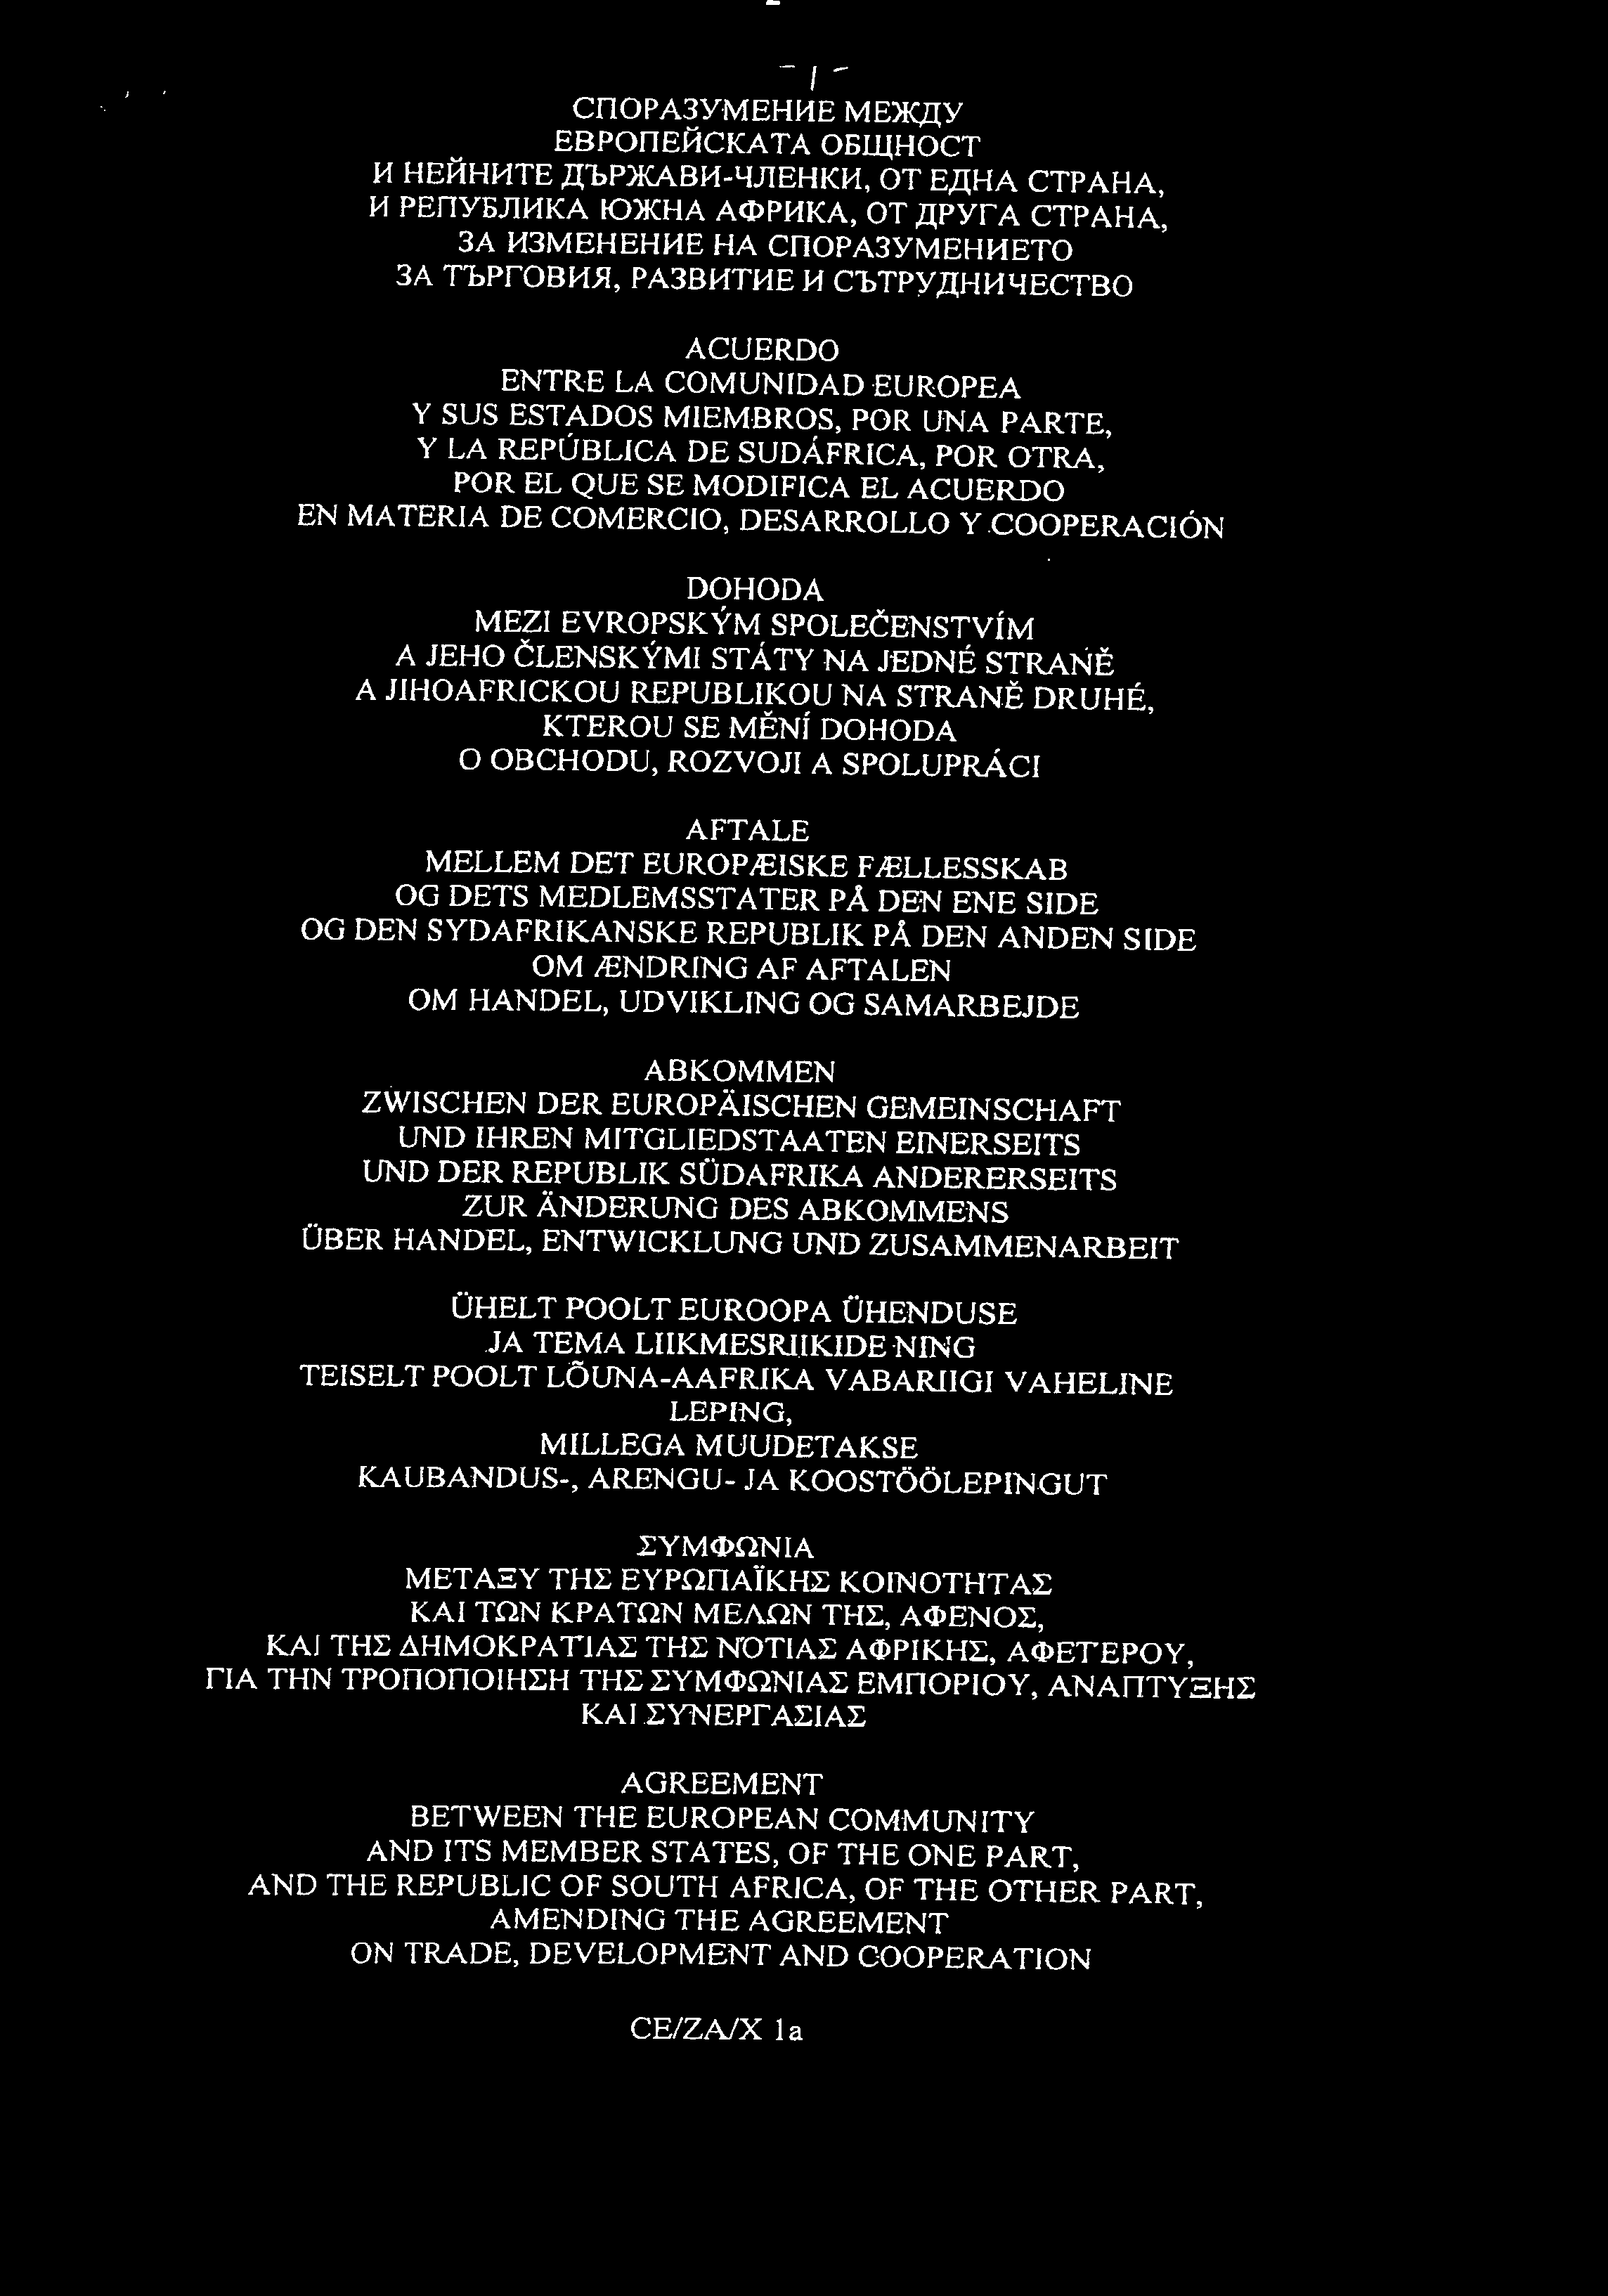 - 1 -
СПОРАЗУМЕНИЕ МЕЖДУ
ЕВРОПЕЙСКАТА ОБЩНОСТ
И НЕЙНИТЕ ДЪРЖАВИ-ЧЛЕНКИ, ОТ ЕДНА СТРАНА,
И РЕПУБЛИКА ЮЖНА АФРИКА, ОТ ДРУГА СТРАНА,
ЗА ИЗМЕНЕНИЕ НА СПОРАЗУМЕНИЕТО
ЗА ТЪРГОВИЯ, РАЗВИТИЕ И СЪТРУДНИЧЕСТВО
ACUERDO
ENTRE LA COMUNIDAD EUROPEA
Y SUS ESTADOS MIEMBROS, POR UNA PARTE,
Y LA REPÚBLICA DE SUDÁFRICA, POR OTRA,
POR EL QUE SE MODIFICA EL ACUERDO
EN MATERIA DE COMERCIO, DESARROLLO Y COOPERACIÓN
DOHODA
MEZI EVROPSKÝM SPOLEČENSTVÍM
A JEHO ČLENSKÝMI STÁTY NA JEDNÉ STRANĚ
A JIHOAFRICKOU REPUBLIKOU NA STRANĚ DRUHÉ,
KTEROU SE MĚNÍ DOHODA
O OBCHODU, ROZVOJI A SPOLUPRÁCI
AFTALE
MELLEM DET EUROPÆISKE FÆLLESSKAB
OG DETS MEDLEMSSTATER PÅ DEN ENE SIDE
OG DEN SYDAFRIKANSKE REPUBLIK PÅ DEN ANDEN SIDE
OM ÆNDRING AF AFTALEN
OM HANDEL, UDVIKLING OG SAMARBEJDE
ABKOMMEN
ZWISCHEN DER EUROPÄISCHEN GEMEINSCHAFT
UND IHREN MITGLIEDSTAATEN EINERSEITS
UND DER REPUBLIK SÜDAFRIKA ANDERERSEITS
ZUR ÄNDERUNG DES ABKOMMENS
ÜBER HANDEL, ENTWICKLUNG UND ZUSAMMENARBEIT
ÜHELT POOLT EUROOPA ÜHENDUSE
JA TEMA LIIKMESRIIKIDE NING
TEISELT POOLT LÕUNA-AAFRIKA VABARIIGI VAHELINE
LEPING,
MILLEGA MUUDETAKSE
KAUBANDUS-, ARENGU- JA KOOSTÖÖLEPINGUT
ΣΥΜΦΩΝΙΑ
ΜΕΤΑΞΥ ΤΗΣ ΕΥΡΩΠΑΪΚΗΣ ΚΟΙΝΟΤΗΤΑΣ
ΚΑΙ ΤΩΝ ΚΡΑΤΩΝ ΜΕΛΩΝ ΤΗΣ, ΑΦΕΝΟΣ,
ΚΑΙ ΤΗΣ ΔΗΜΟΚΡΑΤΙΑΣ ΤΗΣ ΝΟΤΙΑΣ ΑΦΡΙΚΗΣ, ΑΦΕΤΕΡΟΥ,
ΓΙΑ ΤΗΝ ΤΡΟΠΟΠΟΙΗΣΗ ΤΗΣ ΣΥΜΦΩΝΙΑΣ ΕΜΠΟΡΙΟΥ, ΑΝΑΠΤΥΞΗΣ
ΚΑΙ ΣΥΝΕΡΓΑΣΙΑΣ
AGREEMENT
BETWEEN THE EUROPEAN COMMUNITY
AND ITS MEMBER STATES, OF THE ONE PART,
AND THE REPUBLIC OF SOUTH AFRICA, OF THE OTHER PART,
AMENDING THE AGREEMENT
ON TRADE, DEVELOPMENT AND COOPERATION
CE/ZA/X 1a